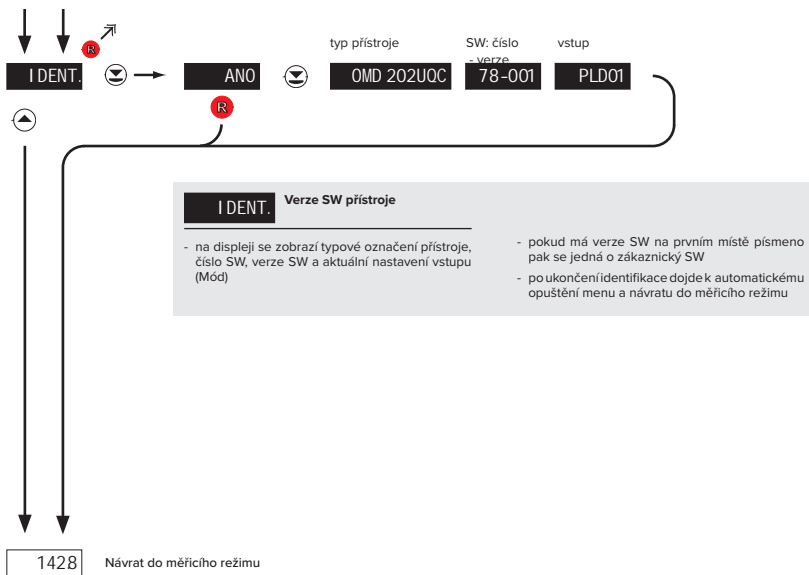 R
typ přístroje
SW: číslo
- verze
vstup
IDENT.
ANO
OMD 202UQC
78-001
PLD01
R
IDENT.
Verze SW přístroje
- na displeji se zobrazí typové označení přístroje,
číslo SW, verze SW a aktuální nastavení vstupu
(Mód)
- pokud má verze SW na prvním místě písmeno
pak se jedná o zákaznický SW
- po ukončení identifikace dojde k automatickému
opuštění menu a návratu do měřicího režimu
1428
Návrat do měřicího režimu